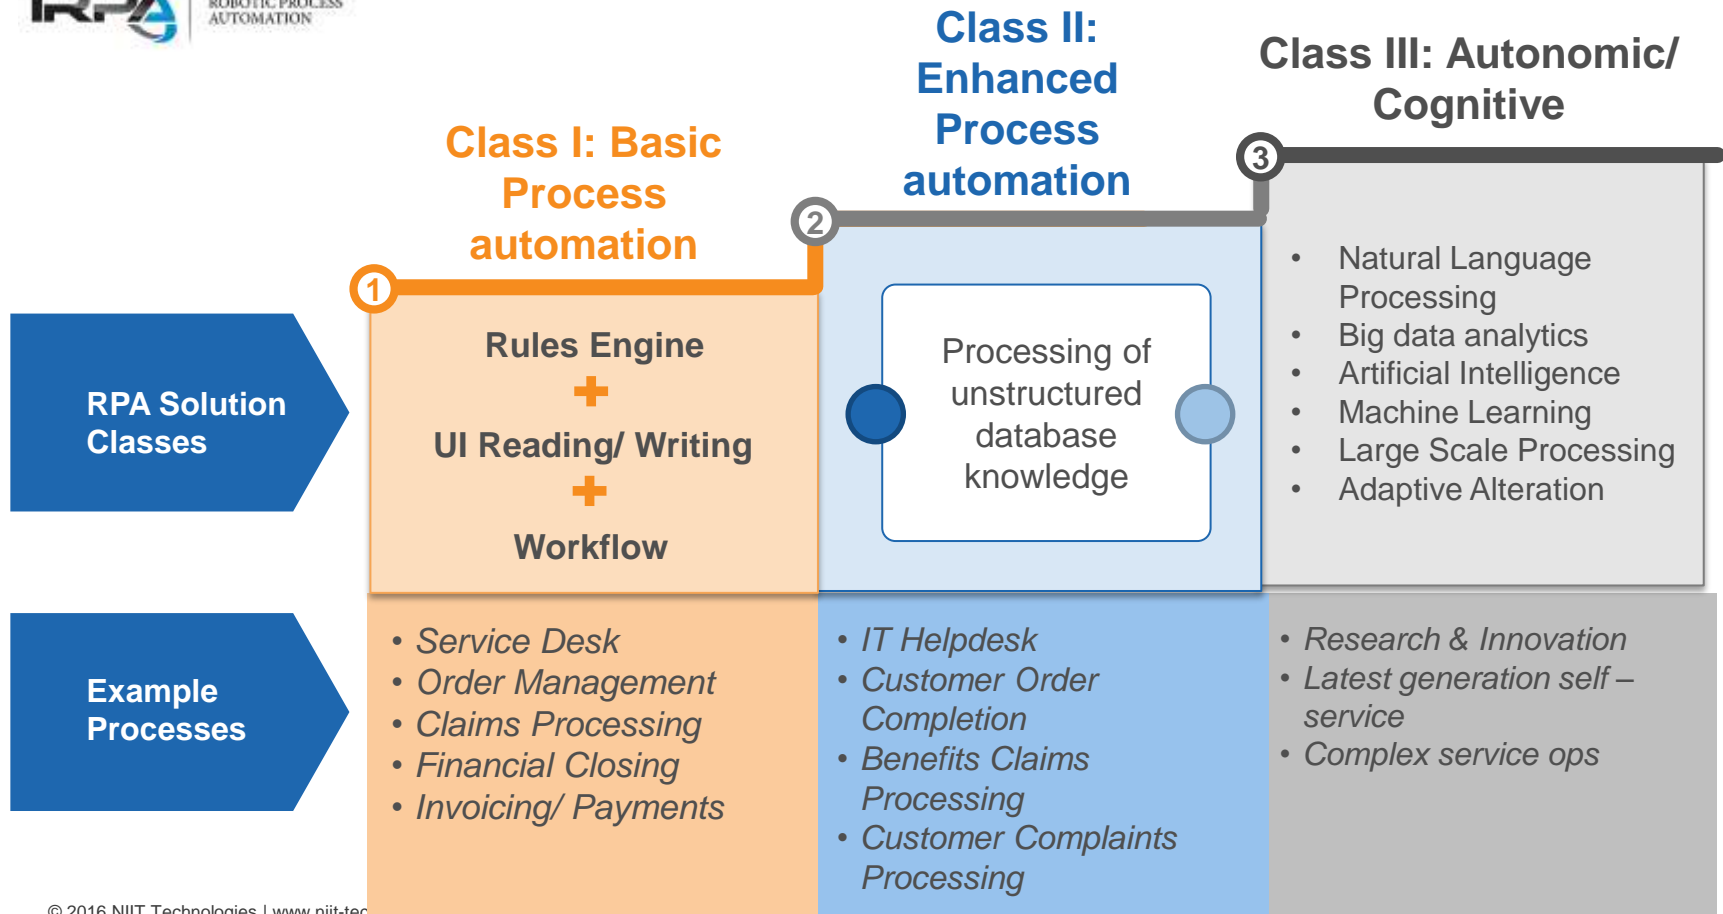 IRPA
ROBOTIC PROCESS
AUTOMATION
Class I: Basic
Process
automation
Class II:
Enhanced
Process
automation
Class III: Autonomic/
Cognitive
1
2
3
RPA Solution
Classes
Rules Engine
+
UI Reading/ Writing
+
Workflow
Processing of
unstructured
database
knowledge
• Natural Language
Processing
• Big data analytics
• Artificial Intelligence
• Machine Learning
• Large Scale Processing
• Adaptive Alteration
Example
Processes
• Service Desk
• Order Management
• Claims Processing
• Financial Closing
• Invoicing/ Payments
• IT Helpdesk
• Customer Order
Completion
• Benefits Claims
Processing
• Customer Complaints
Processing
• Research & Innovation
• Latest generation self –
service
• Complex service ops
© 2016 NIIT Technologies | www.niit-tec